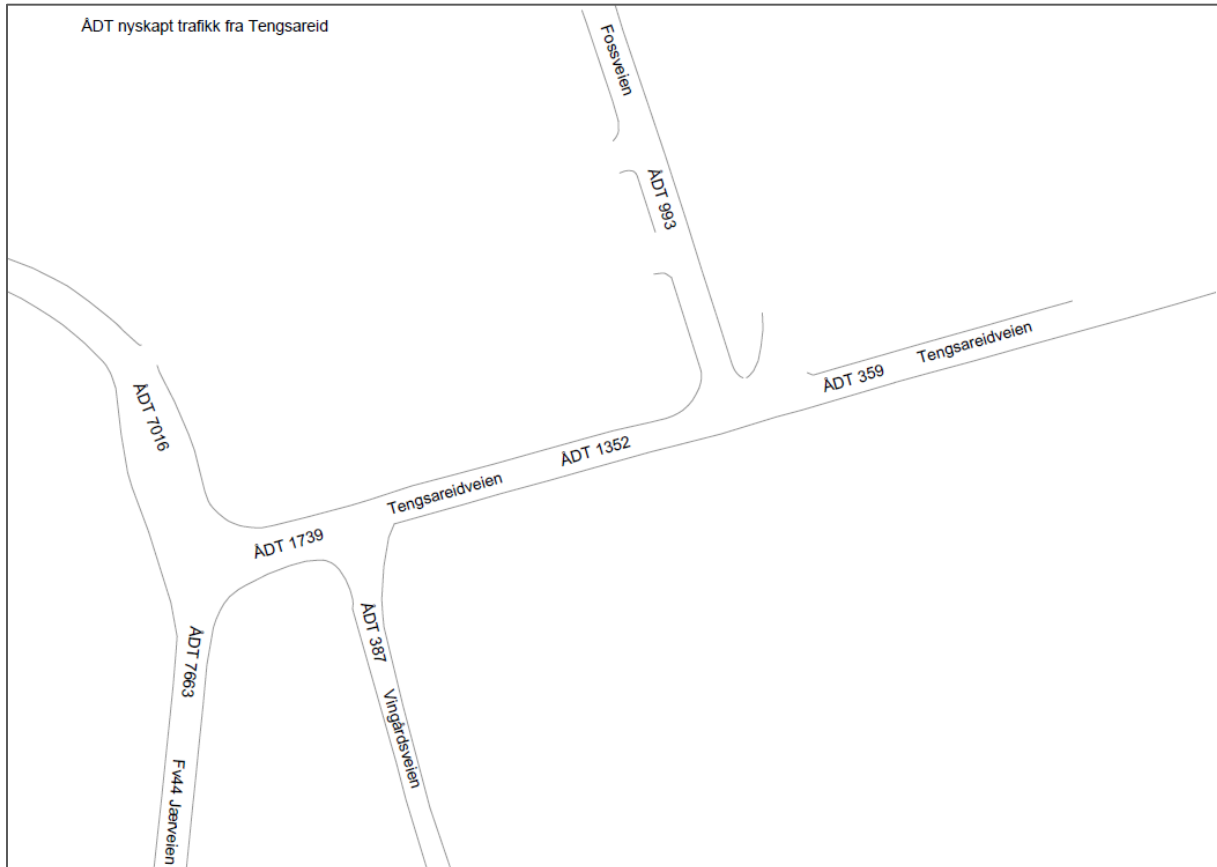 ÅDT nyskapt trafikk fra Tengsareid
Fossveien
ÅDT 993
Tengsareidveien
ÅDT 359
ÅDT 7016
ÅDT 1352
Tengsareidveien
ÅDT 1739
ÅDT 387
ÅDT 7663
Vingårdsveien
Fv44 Jærveien